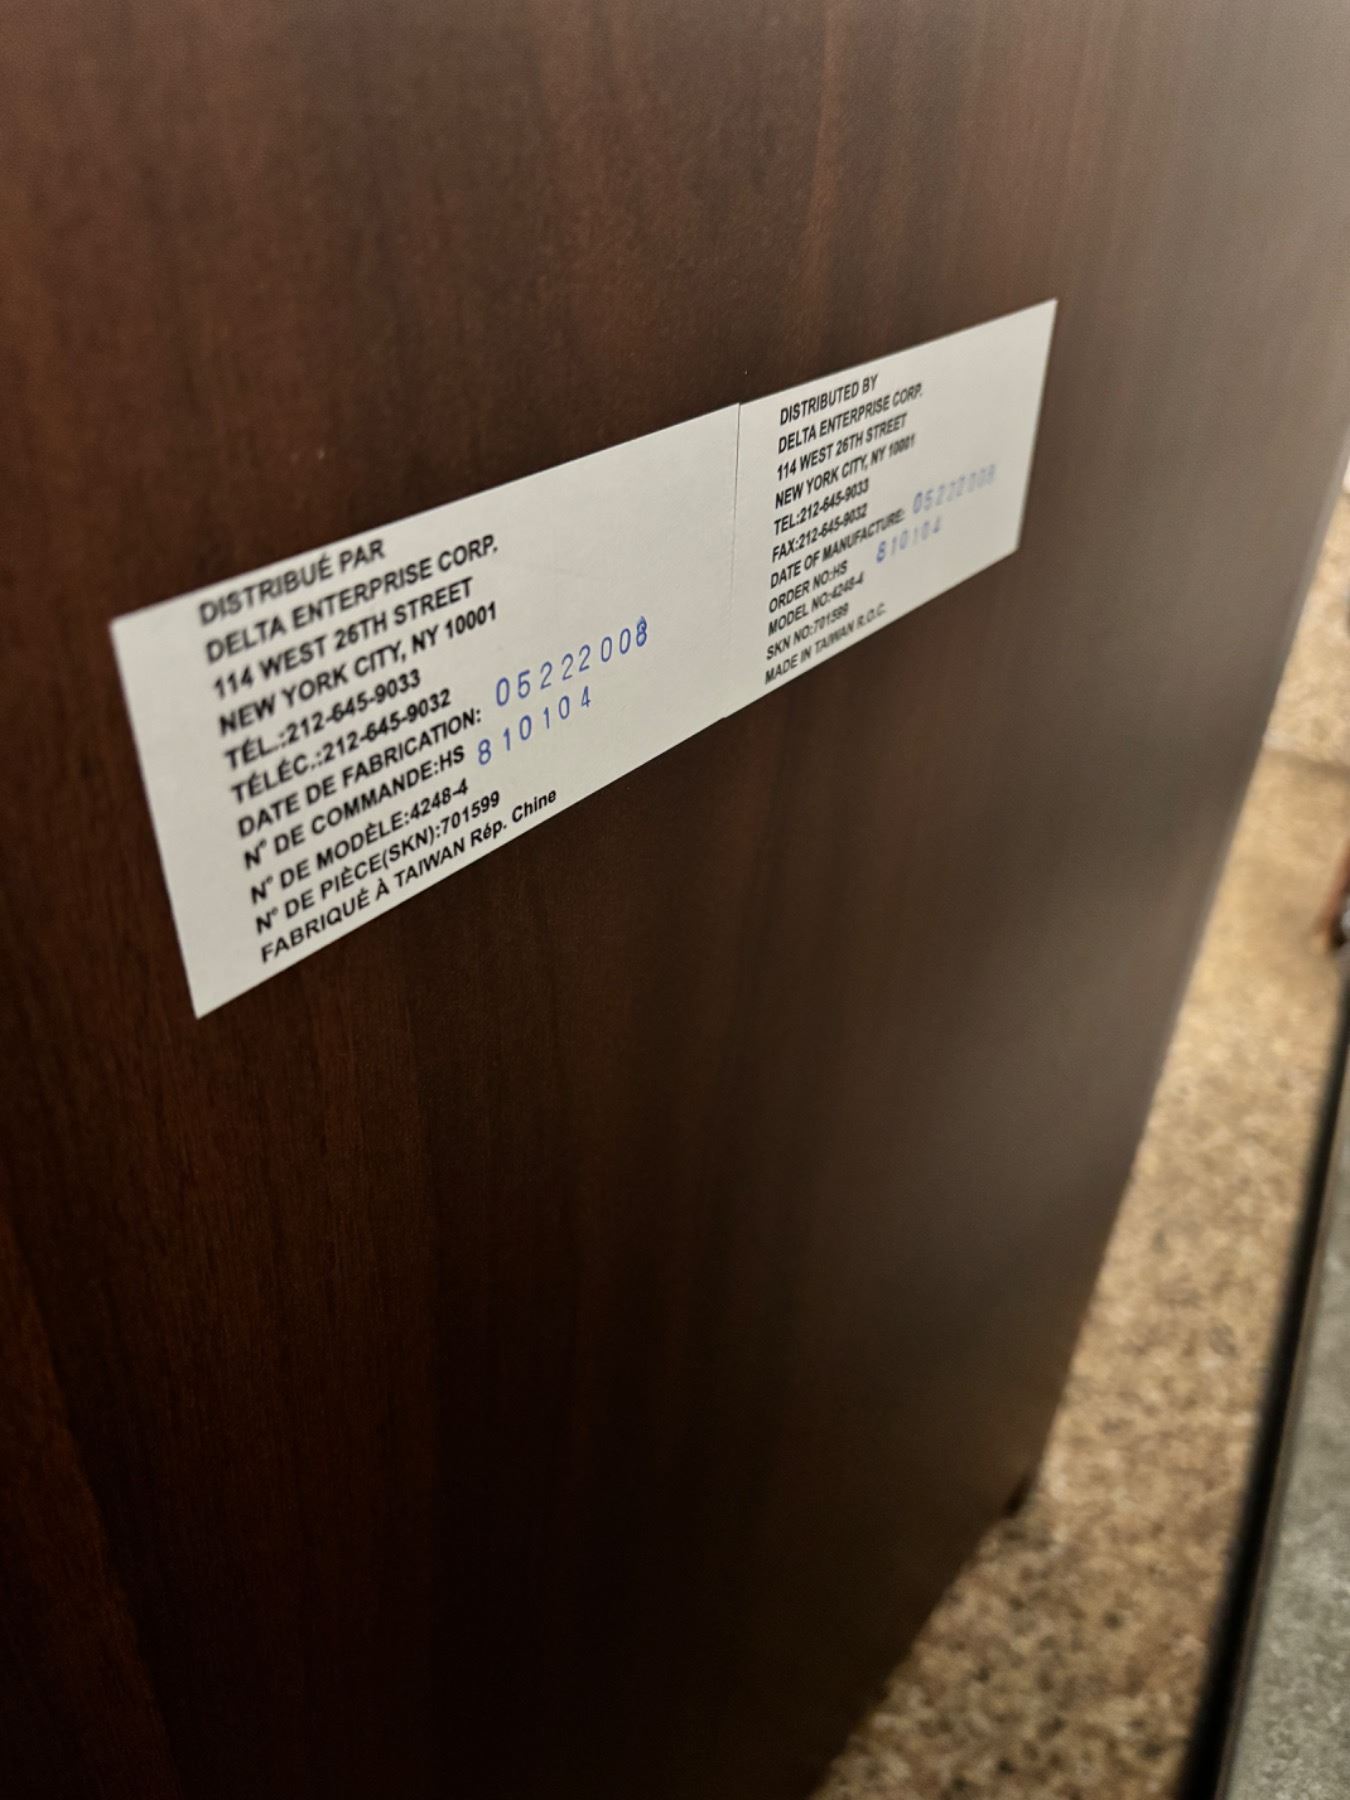 DISTRIBUÉ PAR
DELTA ENTERPRISE CORP.
114 WEST 26TH STREET
NEW YORK CITY, NY 10001
TÉL.:212-645-9033
TÉLÉC.:212-645-9032
DATE DE FABRICATION: 05222008
N° DE COMMANDE:HS 810104
N° DE MODÈLE:4248-4
N° DE PIÈCE(SKN):701599
FABRIQUÉ À TAIWAN Rép. Chine
DISTRIBUTED BY
DELTA ENTERPRISE CORP.
114 WEST 26TH STREET
NEW YORK CITY, NY 10001
TEL:212-645-9033
FAX:212-645-9032
DATE OF MANUFACTURE: 05222008
ORDER NO:HS 810104
MODEL NO:4248-4
SKN NO:701599
MADE IN TAIWAN R.O.C.